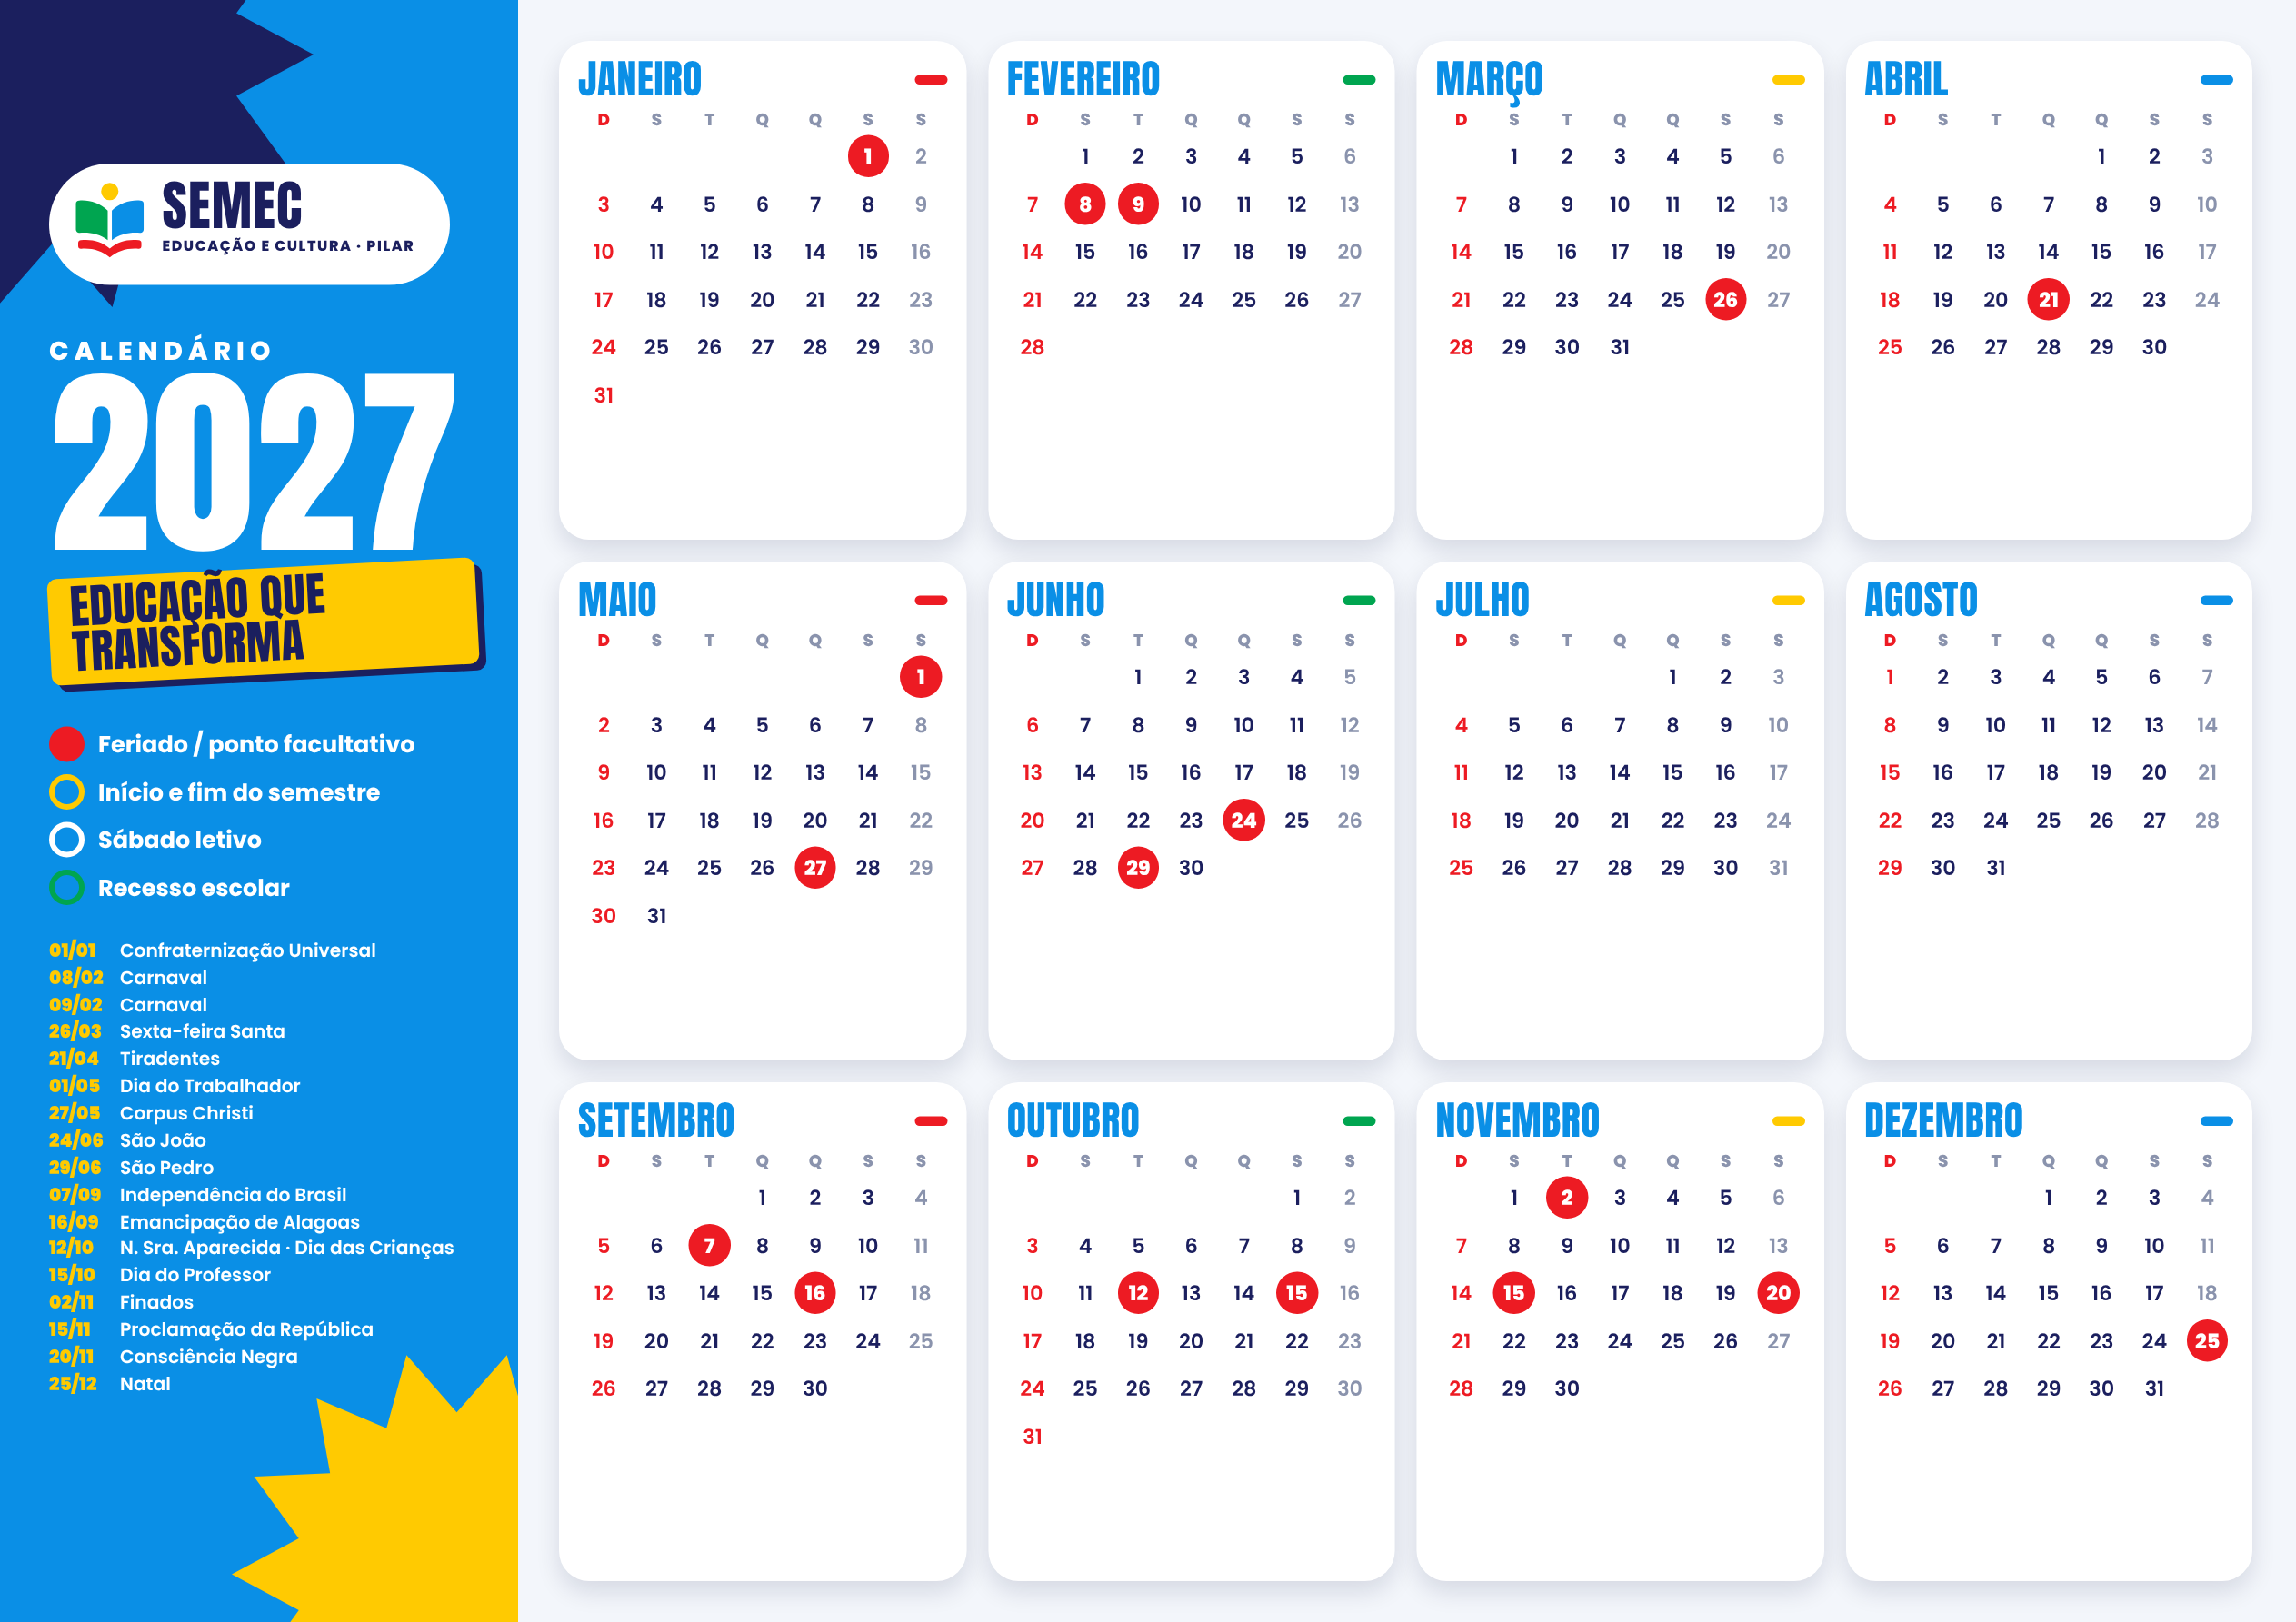 SEMEC
EDUCAÇÃO E CULTURA · PILAR
CALENDÁRIO
2027
EDUCAÇÃO QUE
TRANSFORMA
Feriado / ponto facultativo
Início e fim do semestre
Sábado letivo
Recesso escolar
01/01 Confraternização Universal
08/02 Carnaval
09/02 Carnaval
26/03 Sexta-feira Santa
21/04 Tiradentes
01/05 Dia do Trabalhador
27/05 Corpus Christi
24/06 São João
29/06 São Pedro
07/09 Independência do Brasil
16/09 Emancipação de Alagoas
12/10 N. Sra. Aparecida · Dia das Crianças
15/10 Dia do Professor
02/11 Finados
15/11 Proclamação da República
20/11 Consciência Negra
25/12 Natal
JANEIRO
D S T Q Q S S
1 2
3 4 5 6 7 8 9
10 11 12 13 14 15 16
17 18 19 20 21 22 23
24 25 26 27 28 29 30
31
FEVEREIRO
D S T Q Q S S
1 2 3 4 5 6
7 8 9 10 11 12 13
14 15 16 17 18 19 20
21 22 23 24 25 26 27
28
MARÇO
D S T Q Q S S
1 2 3 4 5 6
7 8 9 10 11 12 13
14 15 16 17 18 19 20
21 22 23 24 25 26 27
28 29 30 31
ABRIL
D S T Q Q S S
1 2 3
4 5 6 7 8 9 10
11 12 13 14 15 16 17
18 19 20 21 22 23 24
25 26 27 28 29 30
MAIO
D S T Q Q S S
1
2 3 4 5 6 7 8
9 10 11 12 13 14 15
16 17 18 19 20 21 22
23 24 25 26 27 28 29
30 31
JUNHO
D S T Q Q S S
1 2 3 4 5
6 7 8 9 10 11 12
13 14 15 16 17 18 19
20 21 22 23 24 25 26
27 28 29 30
JULHO
D S T Q Q S S
1 2 3
4 5 6 7 8 9 10
11 12 13 14 15 16 17
18 19 20 21 22 23 24
25 26 27 28 29 30 31
AGOSTO
D S T Q Q S S
1 2 3 4 5 6 7
8 9 10 11 12 13 14
15 16 17 18 19 20 21
22 23 24 25 26 27 28
29 30 31
SETEMBRO
D S T Q Q S S
1 2 3 4
5 6 7 8 9 10 11
12 13 14 15 16 17 18
19 20 21 22 23 24 25
26 27 28 29 30
OUTUBRO
D S T Q Q S S
1 2
3 4 5 6 7 8 9
10 11 12 13 14 15 16
17 18 19 20 21 22 23
24 25 26 27 28 29 30
31
NOVEMBRO
D S T Q Q S S
1 2 3 4 5 6
7 8 9 10 11 12 13
14 15 16 17 18 19 20
21 22 23 24 25 26 27
28 29 30
DEZEMBRO
D S T Q Q S S
1 2 3 4
5 6 7 8 9 10 11
12 13 14 15 16 17 18
19 20 21 22 23 24 25
26 27 28 29 30 31